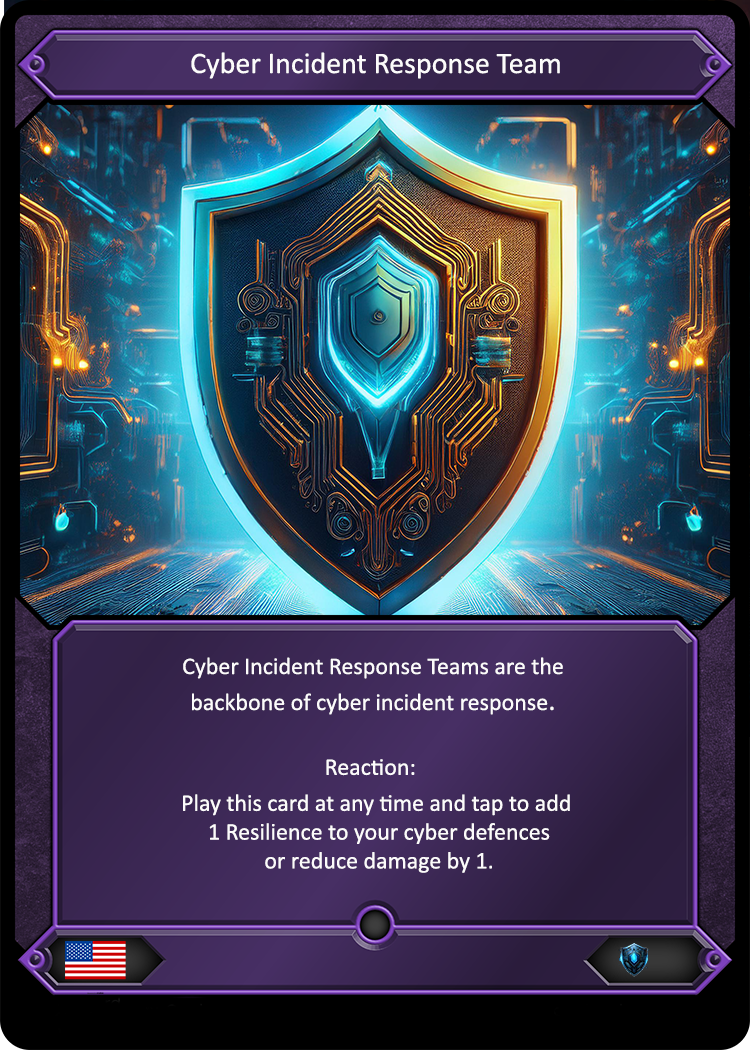 Cyber Incident Response Team
Cyber Incident Response Teams are the
backbone of cyber incident response.
Reaction:
Play this card at any time and tap to add
1 Resilience to your cyber defences
or reduce damage by 1.